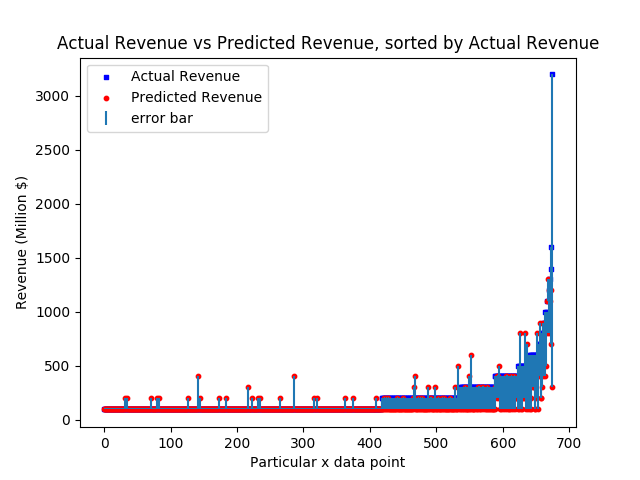 Actual Revenue vs Predicted Revenue, sorted by Actual Revenue
Actual Revenue
Predicted Revenue
error bar
Revenue (Million $)
3000
2500
2000
1500
1000
500
0
0 100 200 300 400 500 600 700
Particular x data point